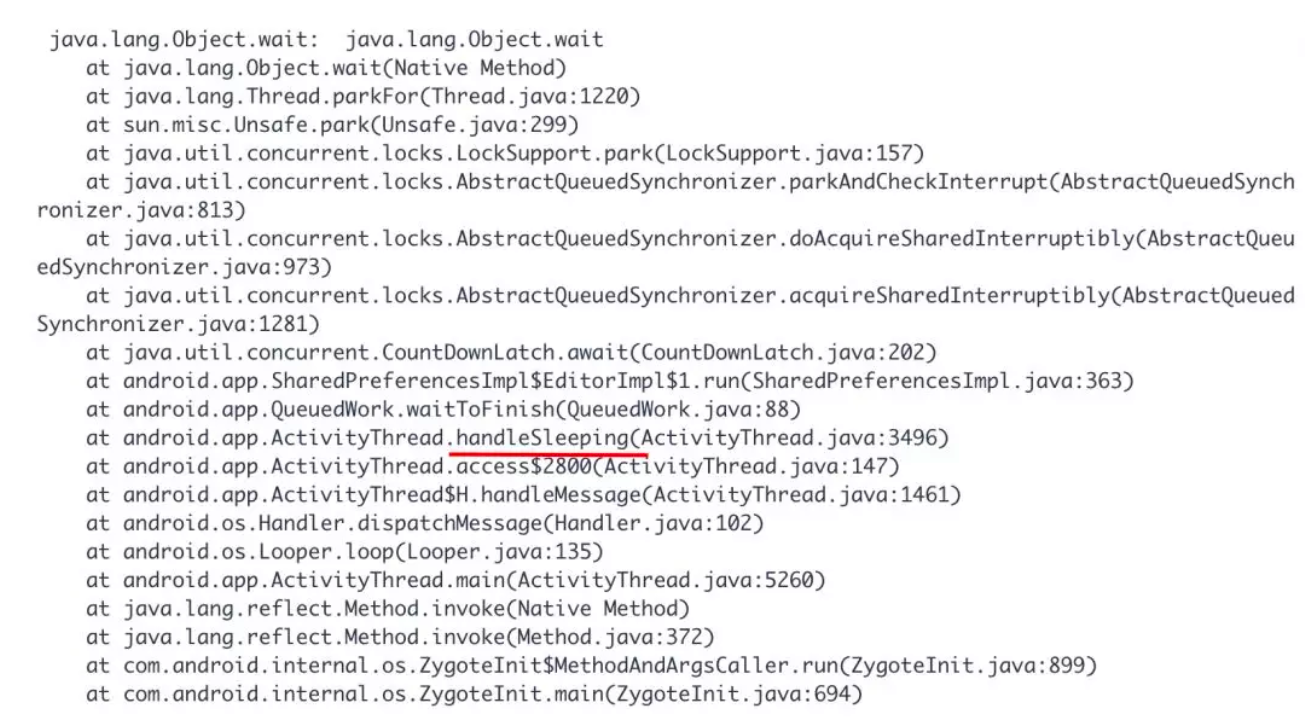 java.lang.Object.wait:  java.lang.Object.wait
    at java.lang.Object.wait(Native Method)
    at java.lang.Thread.parkFor(Thread.java:1220)
    at sun.misc.Unsafe.park(Unsafe.java:299)
    at java.util.concurrent.locks.LockSupport.park(LockSupport.java:157)
    at java.util.concurrent.locks.AbstractQueuedSynchronizer.parkAndCheckInterrupt(AbstractQueuedSynch
ronizer.java:813)
    at java.util.concurrent.locks.AbstractQueuedSynchronizer.doAcquireSharedInterruptibly(AbstractQueu
edSynchronizer.java:973)
    at java.util.concurrent.locks.AbstractQueuedSynchronizer.acquireSharedInterruptibly(AbstractQueued
Synchronizer.java:1281)
    at java.util.concurrent.CountDownLatch.await(CountDownLatch.java:202)
    at android.app.SharedPreferencesImpl$EditorImpl$1.run(SharedPreferencesImpl.java:363)
    at android.app.QueuedWork.waitToFinish(QueuedWork.java:88)
    at android.app.ActivityThread.handleSleeping(ActivityThread.java:3496)
    at android.app.ActivityThread.access$2800(ActivityThread.java:147)
    at android.app.ActivityThread$H.handleMessage(ActivityThread.java:1461)
    at android.os.Handler.dispatchMessage(Handler.java:102)
    at android.os.Looper.loop(Looper.java:135)
    at android.app.ActivityThread.main(ActivityThread.java:5260)
    at java.lang.reflect.Method.invoke(Native Method)
    at java.lang.reflect.Method.invoke(Method.java:372)
    at com.android.internal.os.ZygoteInit$MethodAndArgsCaller.run(ZygoteInit.java:899)
    at com.android.internal.os.ZygoteInit.main(ZygoteInit.java:694)